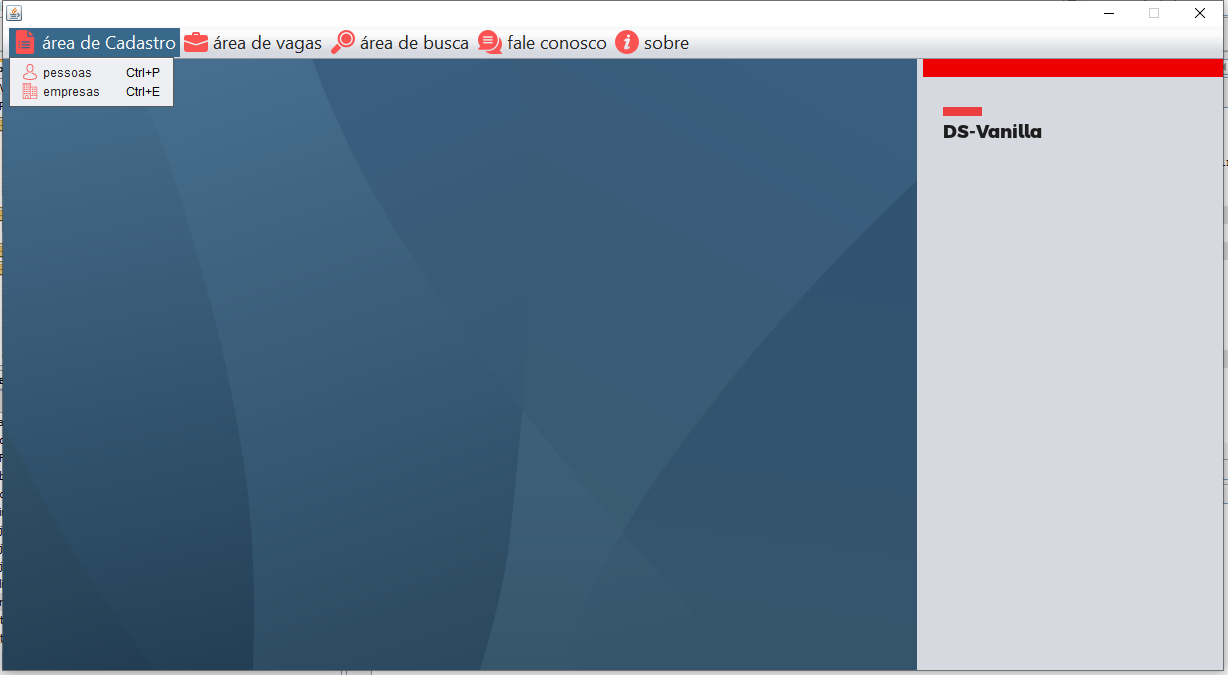 área de Cadastro área de vagas área de busca fale conosco sobre
pessoas Ctrl+P
empresas Ctrl+E
DS-Vanilla